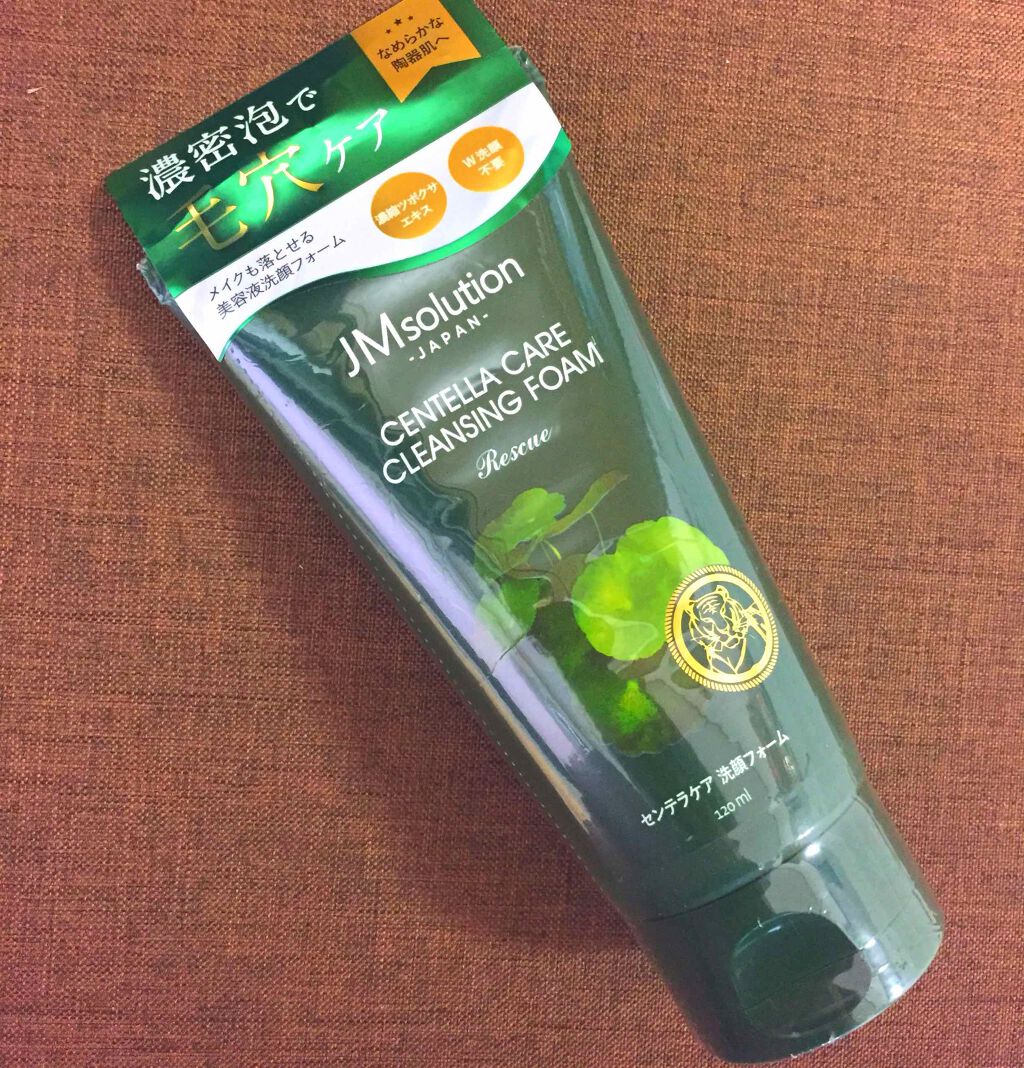 なめらかな
陶器肌へ
濃密泡で
毛穴ケア
W洗顔
不要
濃縮ツボクサ
エキス
メイクも落とせる
美容液洗顔フォーム
JMsolution
-JAPAN-
CENTELLA CARE
CLEANSING FOAM
Rescue
センテラケア 洗顔フォーム
120 ml